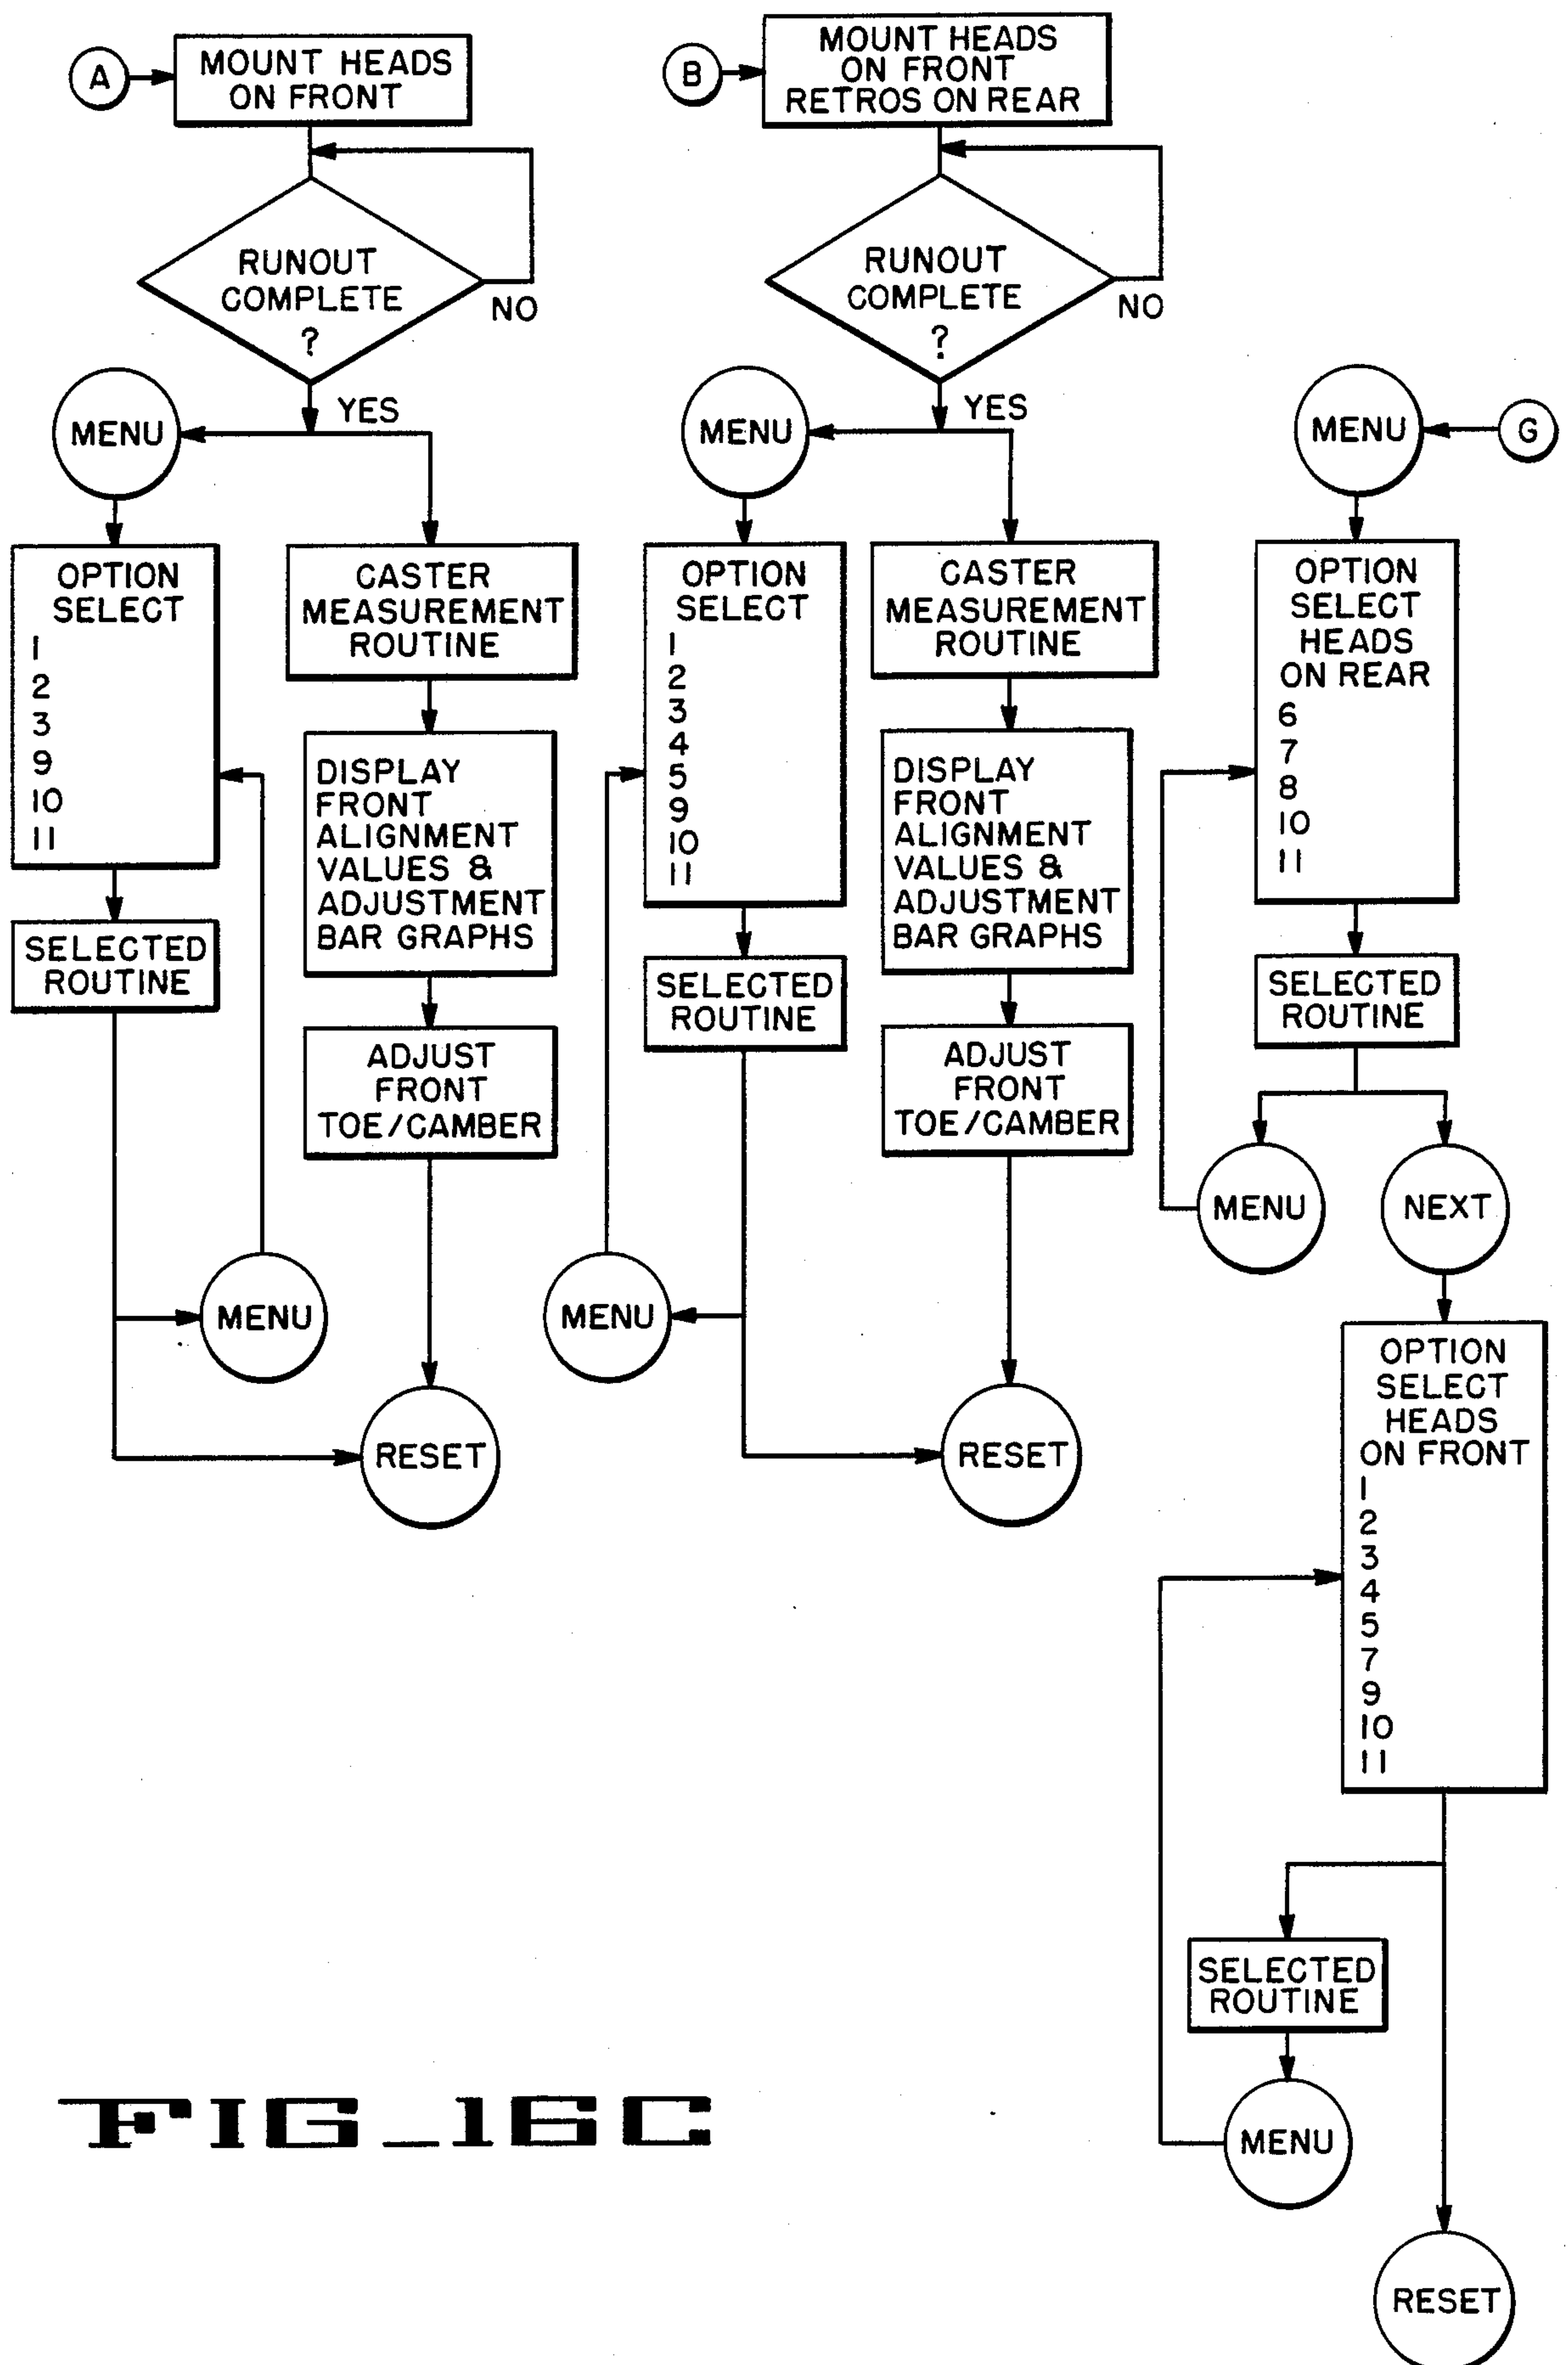 A
MOUNT HEADS
ON FRONT
RUNOUT
COMPLETE
?
NO
YES
MENU
OPTION
SELECT
1
2
3
9
10
11
SELECTED
ROUTINE
MENU
CASTER
MEASUREMENT
ROUTINE
DISPLAY
FRONT
ALIGNMENT
VALUES &
ADJUSTMENT
BAR GRAPHS
ADJUST
FRONT
TOE/CAMBER
RESET
B
MOUNT HEADS
ON FRONT
RETROS ON REAR
RUNOUT
COMPLETE
?
NO
YES
MENU
OPTION
SELECT
1
2
3
4
5
9
10
11
SELECTED
ROUTINE
MENU
CASTER
MEASUREMENT
ROUTINE
DISPLAY
FRONT
ALIGNMENT
VALUES &
ADJUSTMENT
BAR GRAPHS
ADJUST
FRONT
TOE/CAMBER
RESET
G
MENU
OPTION
SELECT
HEADS
ON REAR
6
7
8
10
11
SELECTED
ROUTINE
MENU
NEXT
OPTION
SELECT
HEADS
ON FRONT
1
2
3
4
5
7
9
10
11
SELECTED
ROUTINE
MENU
RESET
FIG_16C